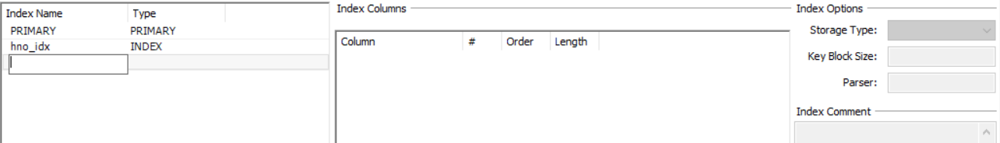 Index Name Type
PRIMARY PRIMARY
hno_idx INDEX
Index Columns
Column # Order Length
Index Options
Storage Type:
Key Block Size:
Parser:
Index Comment